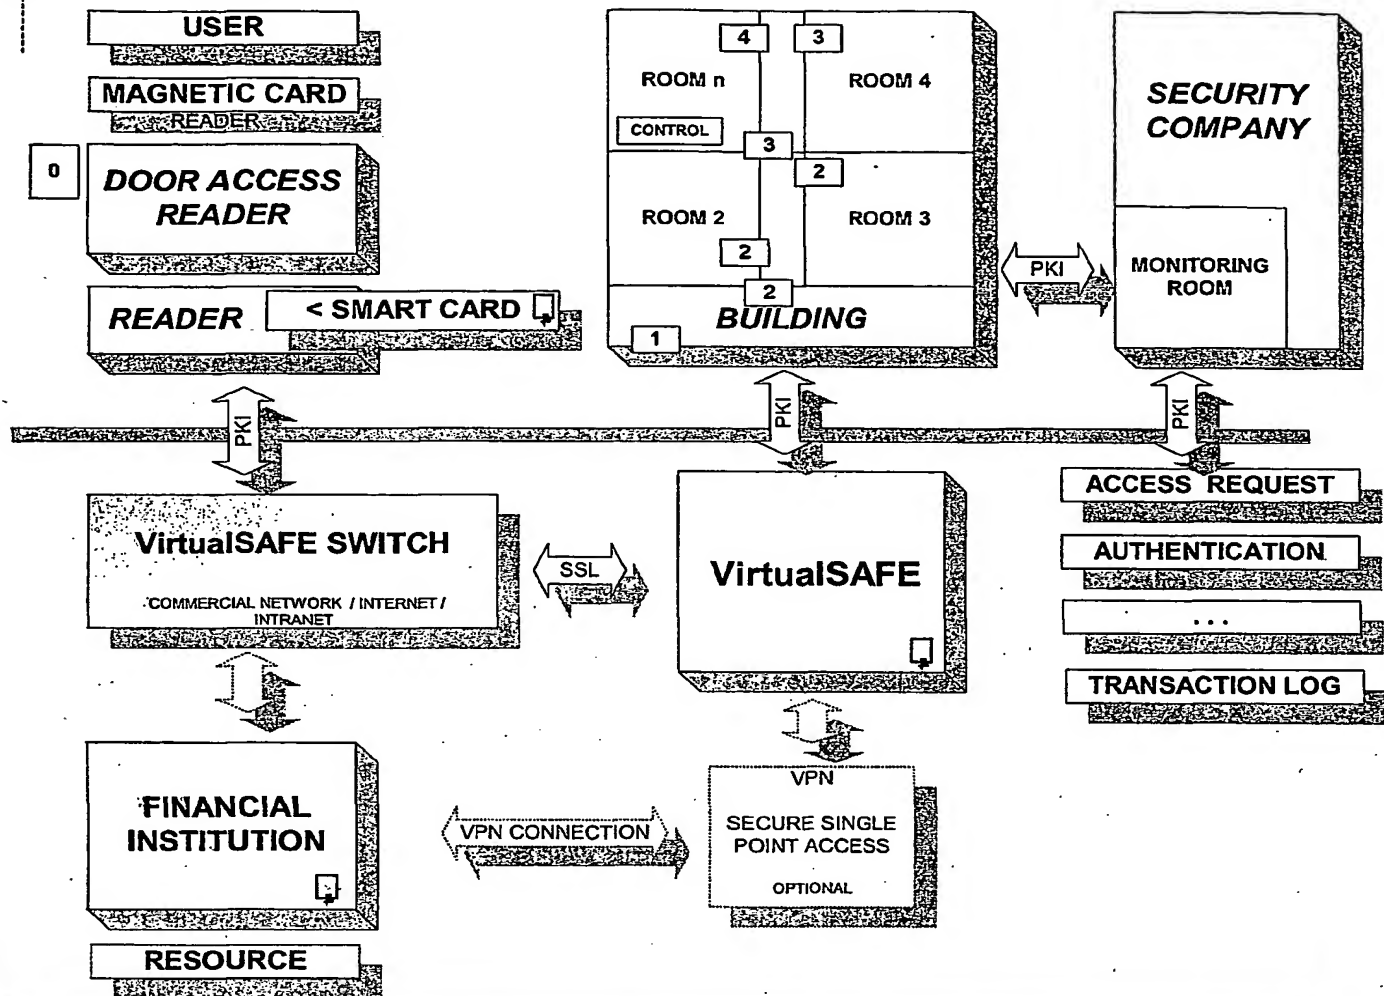 USER
MAGNETIC CARD
READER
0
DOOR ACCESS
READER
READER
< SMART CARD
4
3
ROOM n
ROOM 4
CONTROL
3
2
ROOM 2
ROOM 3
2
2
BUILDING
1
SECURITY
COMPANY
MONITORING
ROOM
PKI
PKI
PKI
PKI
VirtualSAFE SWITCH
COMMERCIAL NETWORK / INTERNET /
INTRANET
SSL
VirtualSAFE
ACCESS REQUEST
AUTHENTICATION
...
TRANSACTION LOG
FINANCIAL
INSTITUTION
VPN CONNECTION
VPN
SECURE SINGLE
POINT ACCESS
OPTIONAL
RESOURCE